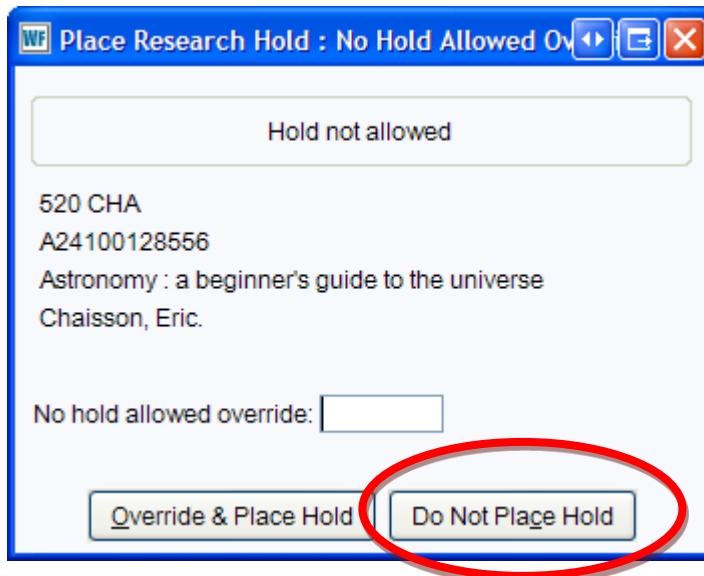 WF Place Research Hold : No Hold Allowed Ov
Hold not allowed
520 CHA
A24100128556
Astronomy : a beginner's guide to the universe
Chaisson, Eric.
No hold allowed override:
Override & Place Hold Do Not Place Hold